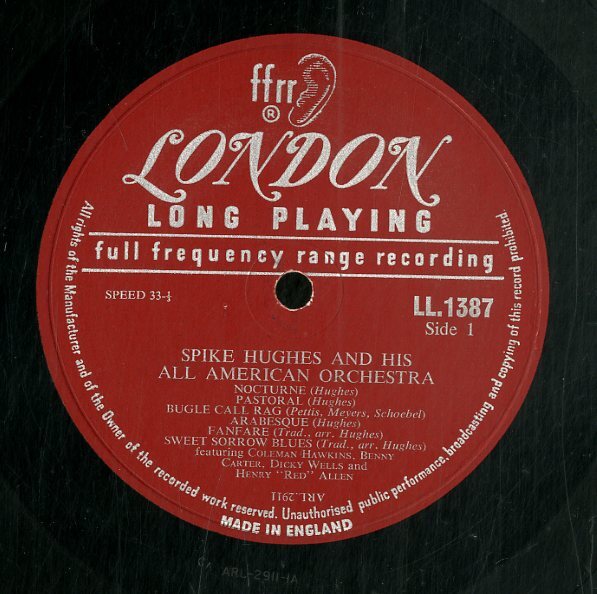 ffrr
®
LONDON
LONG PLAYING
full frequency range recording
SPEED 33-⅓
LL.1387
Side 1
SPIKE HUGHES AND HIS
ALL AMERICAN ORCHESTRA
NOCTURNE (Hughes)
PASTORAL (Hughes)
BUGLE CALL RAG (Pettis, Meyers, Schoebel)
ARABESQUE (Hughes)
FANFARE (Trad., arr. Hughes)
SWEET SORROW BLUES (Trad., arr. Hughes)
featuring COLEMAN HAWKINS, BENNY
CARTER, DICKY WELLS and
HENRY "RED" ALLEN
ARL.2911
All rights of the Manufacturer and of the Owner of the recorded work reserved. Unauthorised public performance, broadcasting and copying of this record prohibited
MADE IN ENGLAND
ARL-2911-1A